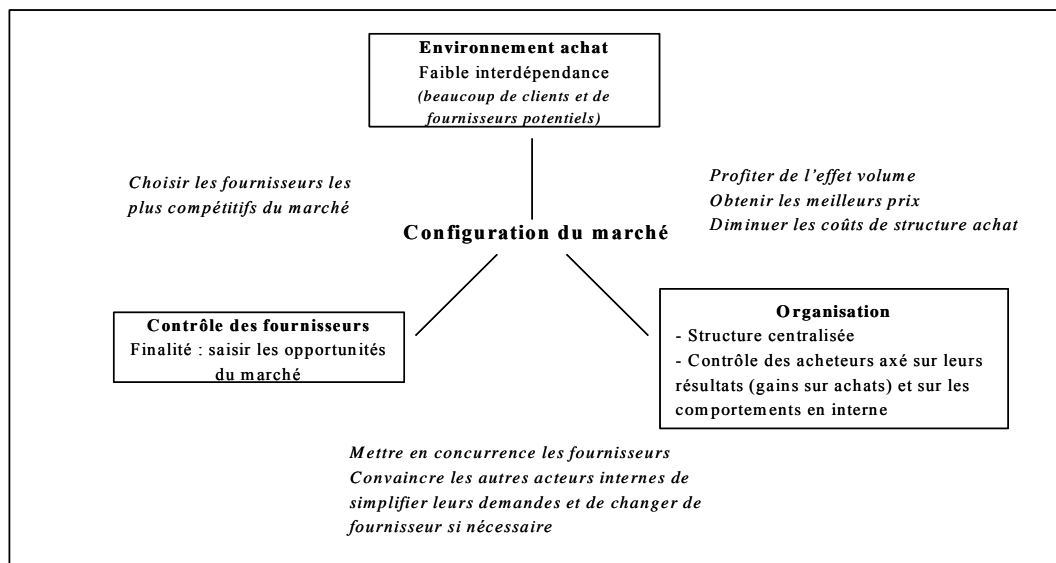 Environnement achat
Faible interdépendance
(beaucoup de clients et de
fournisseurs potentiels)
Choisir les fournisseurs les
plus compétitifs du marché
Profiter de l'effet volume
Obtenir les meilleurs prix
Diminuer les coûts de structure achat
Configuration du marché
Contrôle des fournisseurs
Finalité : saisir les opportunités
du marché
Organisation
- Structure centralisée
- Contrôle des acheteurs axé sur leurs
résultats (gains sur achats) et sur les
comportements en interne
Mettre en concurrence les fournisseurs
Convaincre les autres acteurs internes de
simplifier leurs demandes et de changer de
fournisseur si nécessaire